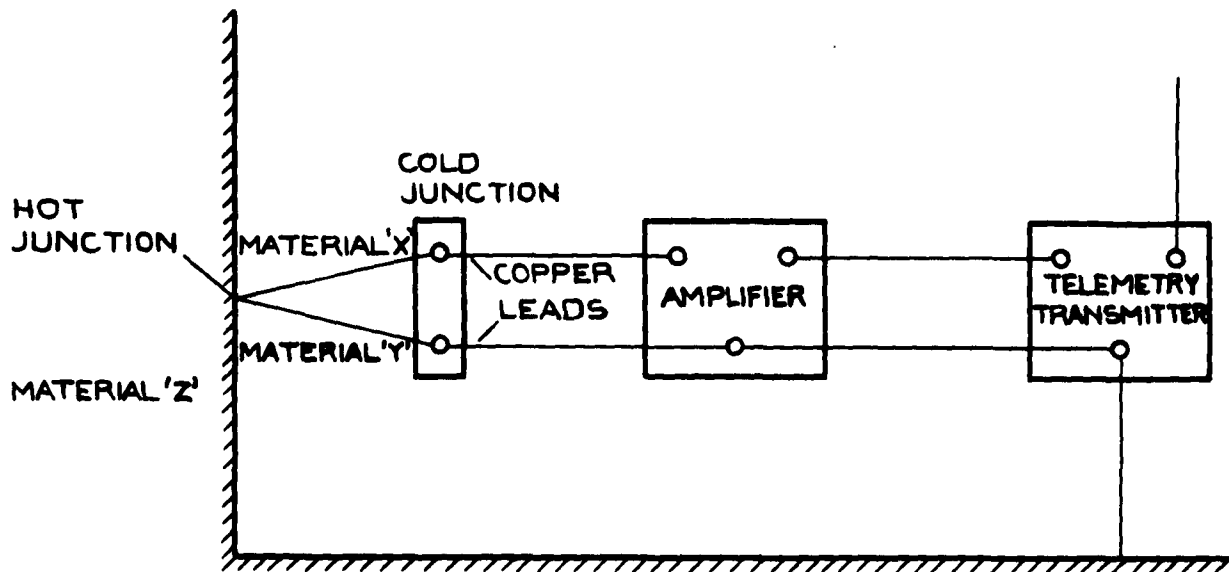 COLD
JUNCTION
HOT
JUNCTION
MATERIAL'X'
COPPER
LEADS
AMPLIFIER
TELEMETRY
TRANSMITTER
MATERIAL'Y'
MATERIAL'Z'